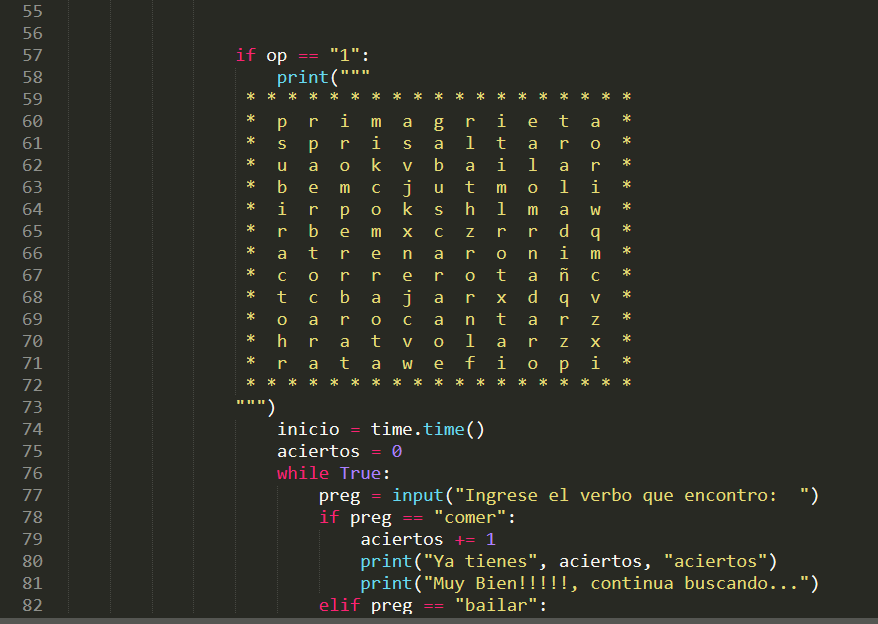 55
56
57 if op == "1":
58 print("""
59 * * * * * * * * * * * * * * * * * * *
60 * p r i m a g r i e t a *
61 * s p r i s a l t a r o *
62 * u a o k v b a i l a r *
63 * b e m c j u t m o l i *
64 * i r p o k s h l m a w *
65 * r b e m x c z r r d q *
66 * a t r e n a r o n i m *
67 * c o r r e r o t a ñ c *
68 * t c b a j a r x d q v *
69 * o a r o c a n t a r z *
70 * h r a t v o l a r z x *
71 * r a t a w e f i o p i *
72 * * * * * * * * * * * * * * * * * * *
73 """)
74 inicio = time.time()
75 aciertos = 0
76 while True:
77 preg = input("Ingrese el verbo que encontro:  ")
78 if preg == "comer":
79 aciertos += 1
80 print("Ya tienes", aciertos, "aciertos")
81 print("Muy Bien!!!!!, continua buscando...")
82 elif preg == "bailar":